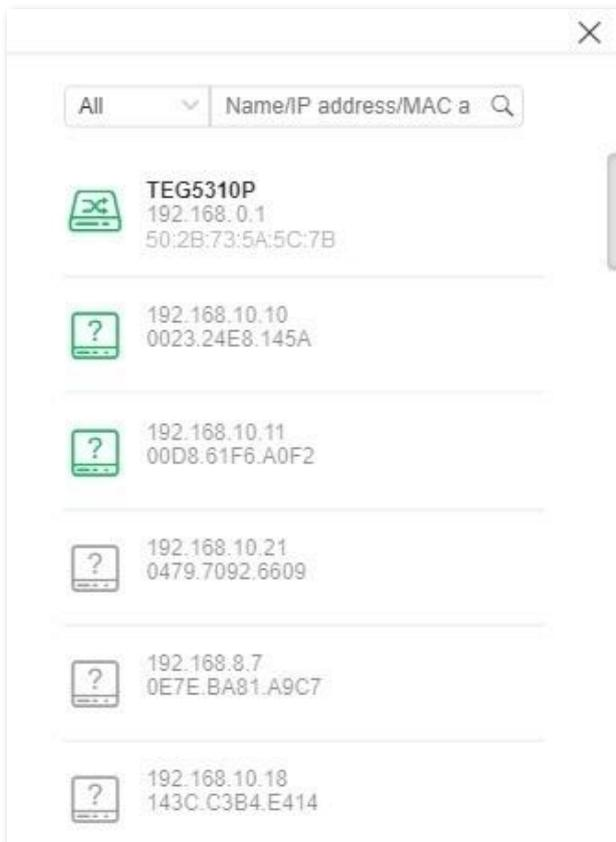 All
Name/IP address/MAC a
TEG5310P
192.168.0.1
50:2B:73:5A:5C:7B
?
192.168.10.10
0023.24E8.145A
?
192.168.10.11
00D8.61F6.A0F2
?
192.168.10.21
0479.7092.6609
?
192.168.8.7
0E7E.BA81.A9C7
?
192.168.10.18
143C.C3B4.E414